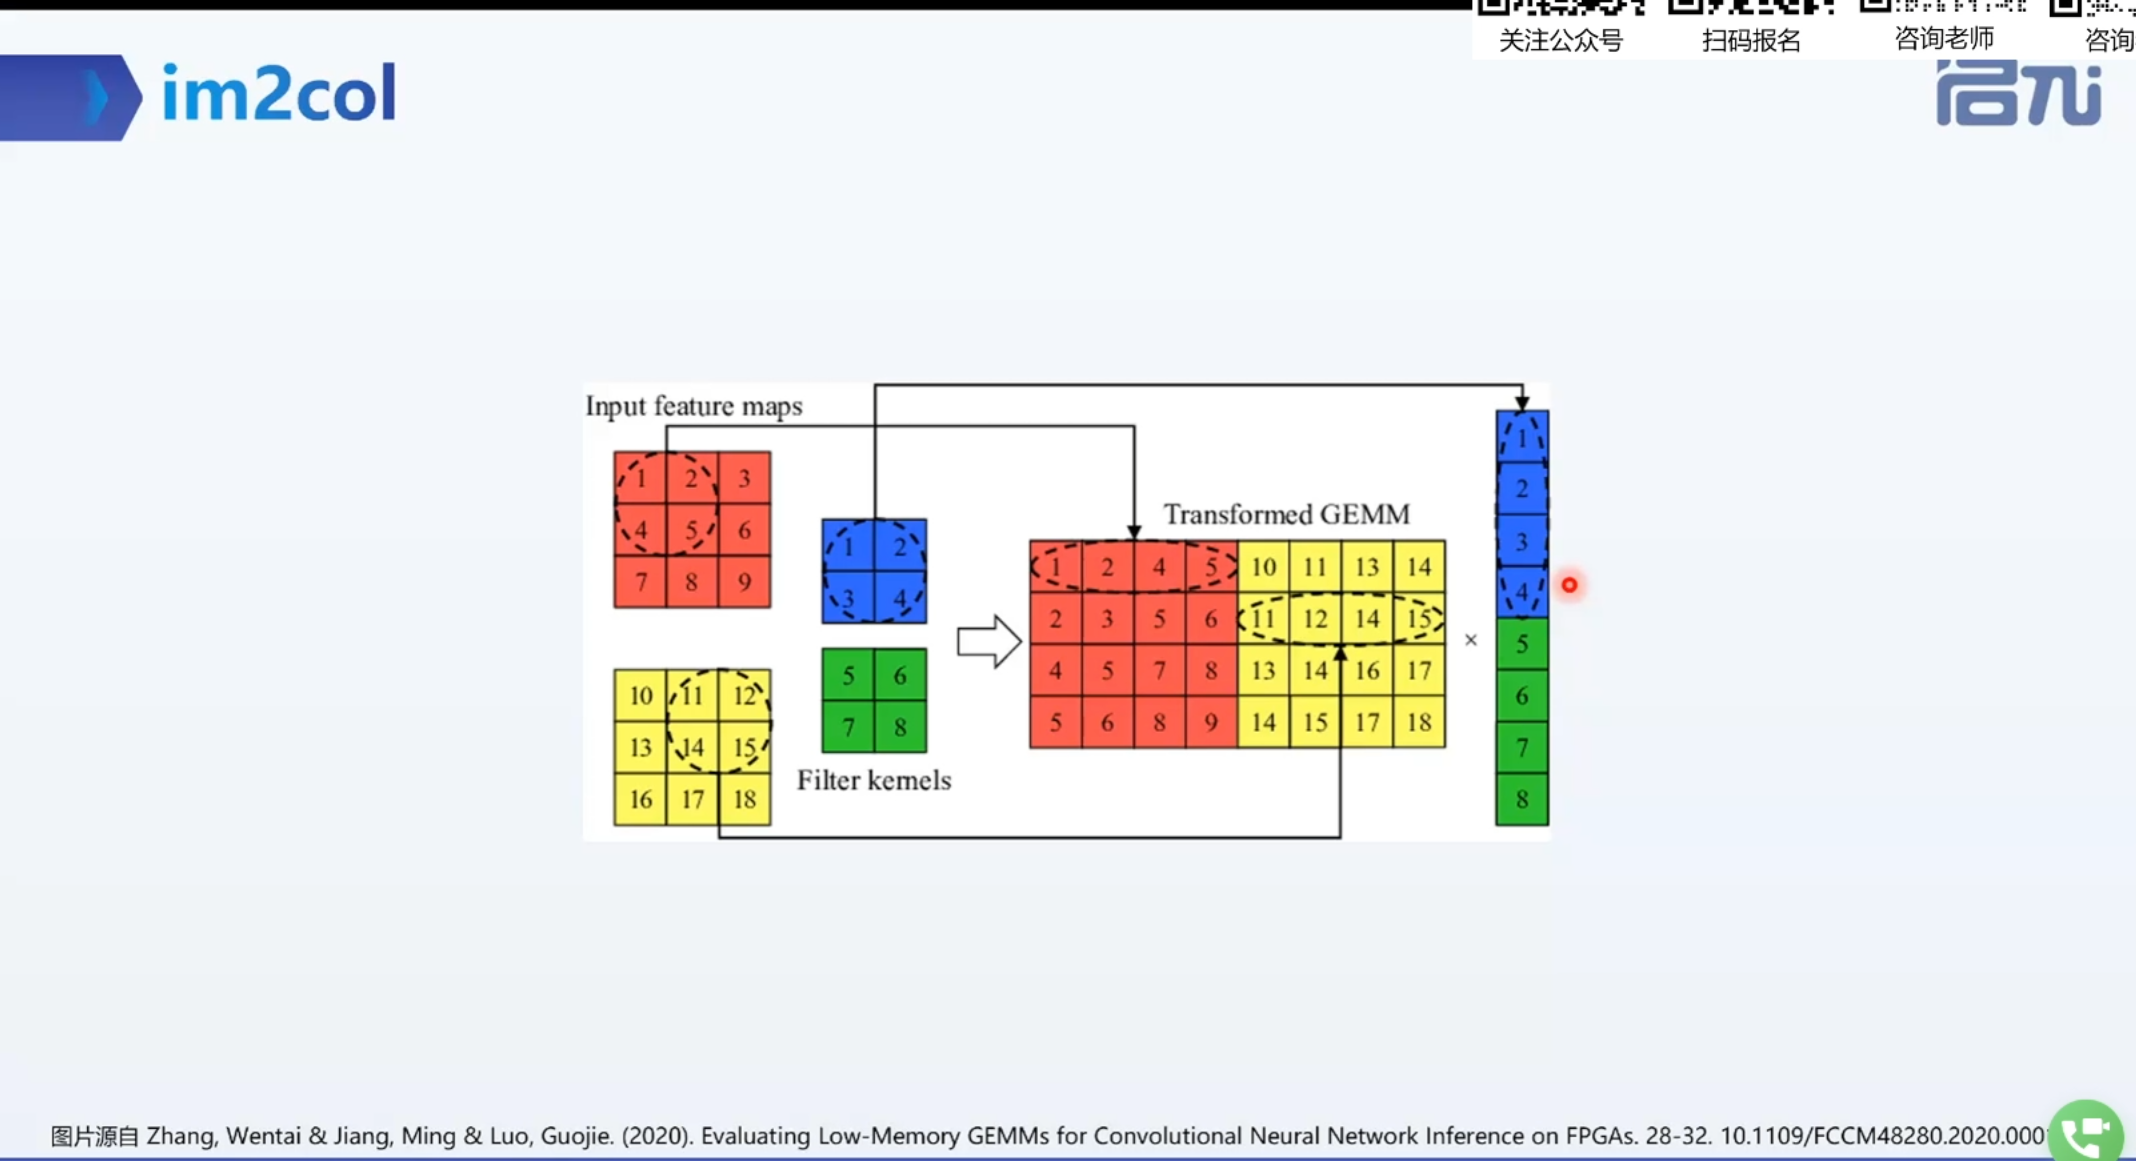 关注公众号 扫码报名 咨询老师 咨询
im2col
启元
Input feature maps
1 2 3
4 5 6
7 8 9
10 11 12
13 14 15
16 17 18
1 2
3 4
5 6
7 8
Filter kernels
Transformed GEMM
1 2 4 5 10 11 13 14
2 3 5 6 11 12 14 15
4 5 7 8 13 14 16 17
5 6 8 9 14 15 17 18
×
1
2
3
4
5
6
7
8
图片源自 Zhang, Wentai & Jiang, Ming & Luo, Guojie. (2020). Evaluating Low-Memory GEMMs for Convolutional Neural Network Inference on FPGAs. 28-32. 10.1109/FCCM48280.2020.000